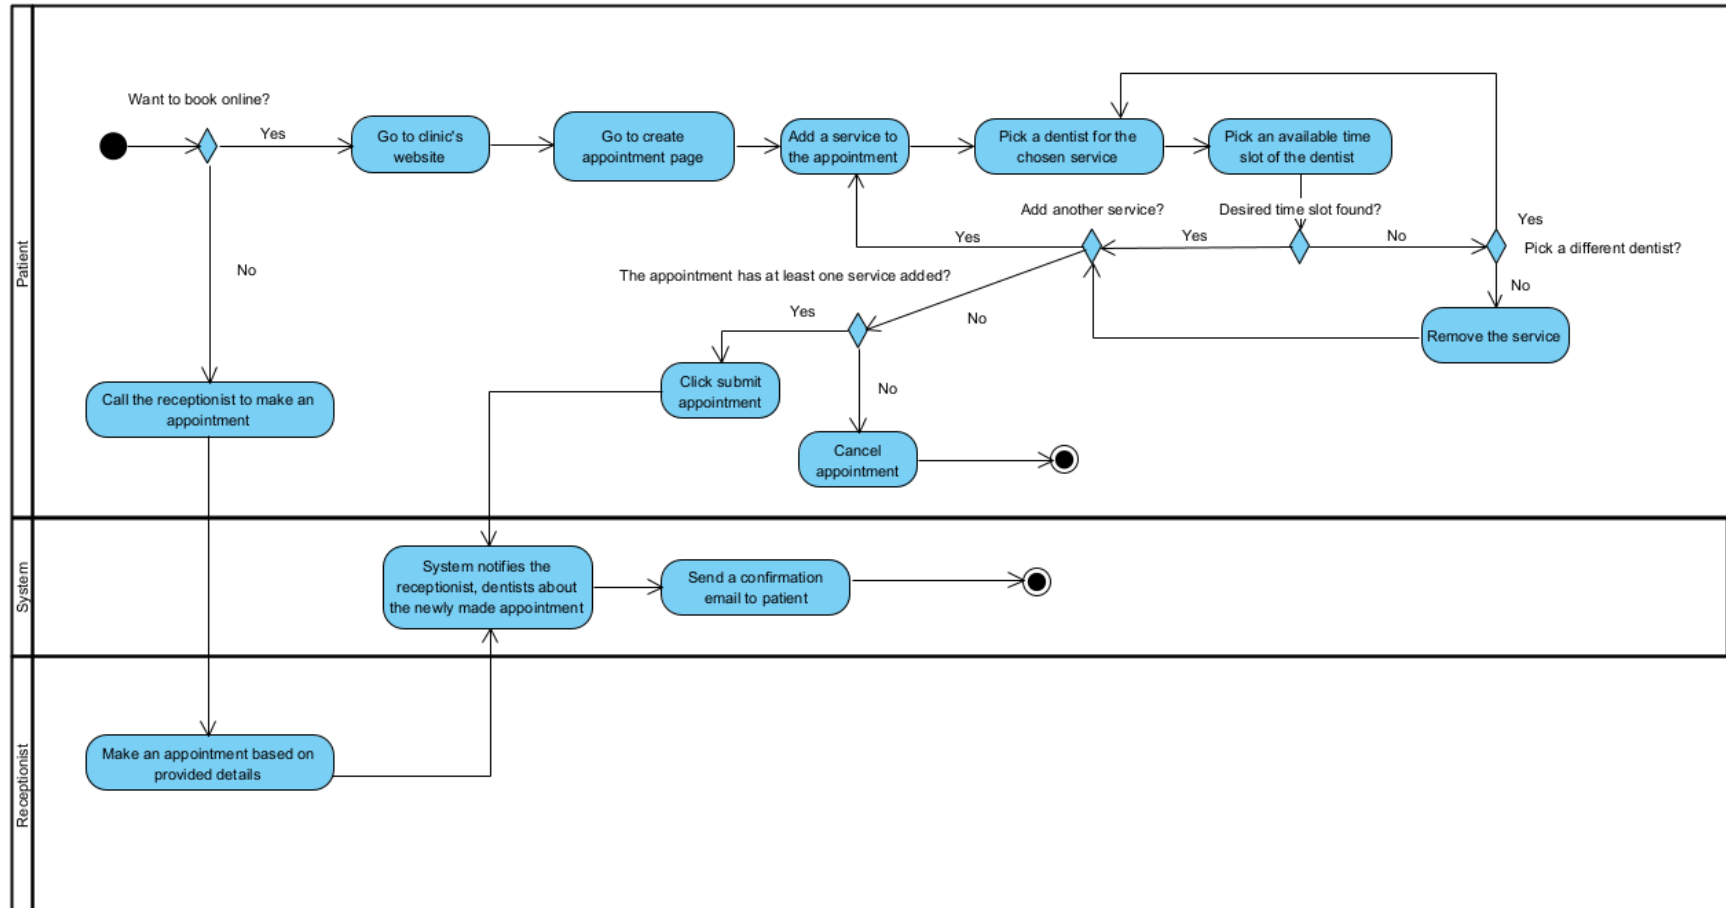 Patient
Want to book online?
Yes
Go to clinic's
website
Go to create
appointment page
Add a service to
the appointment
Pick a dentist for the
chosen service
Pick an available time
slot of the dentist
No
Add another service?
Desired time slot found?
Yes
Yes
No
Yes
Pick a different dentist?
The appointment has at least one service added?
Yes
No
No
Remove the service
Call the receptionist to make an
appointment
Click submit
appointment
No
Cancel
appointment
System
System notifies the
receptionist, dentists about
the newly made appointment
Send a confirmation
email to patient
Receptionist
Make an appointment based on
provided details